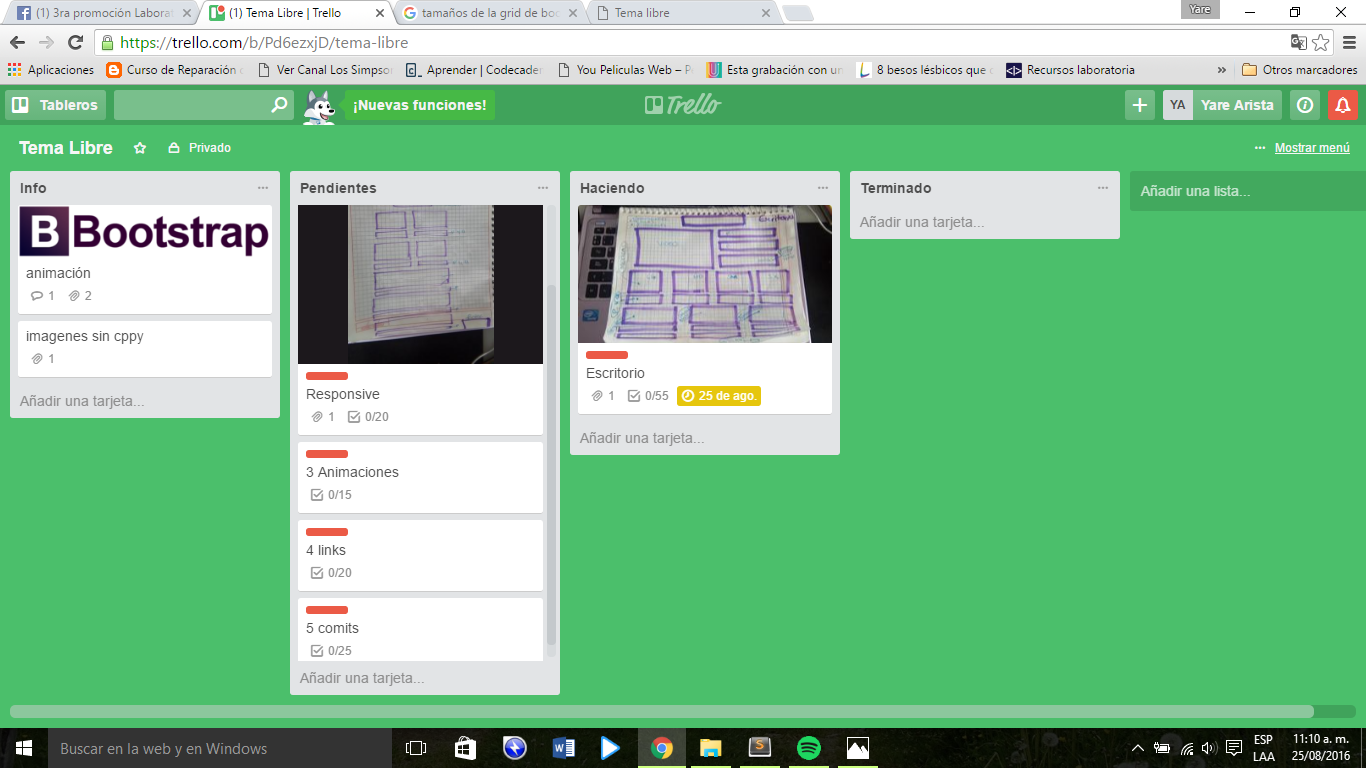 (1) 3ra promoción Laborat
(1) Tema Libre | Trello
tamaños de la grid de boo
Tema libre
Yare
https://trello.com/b/Pd6ezxjD/tema-libre
Aplicaciones
Curso de Reparación
Ver Canal Los Simpso
Aprender | Codecader
You Peliculas Web – P
Esta grabación con un
8 besos lésbicos que
Recursos laboratoria
»
Otros marcadores
Tableros
¡Nuevas funciones!
Trello
YA
Yare Arista
Tema Libre
Privado
Mostrar menú
Info
B Bootstrap
animación
1
2
imagenes sin cppy
1
Añadir una tarjeta...
Pendientes
Responsive
1
0/20
3 Animaciones
0/15
4 links
0/20
5 comits
0/25
Añadir una tarjeta...
Haciendo
Escritorio
1
0/55
25 de ago.
Añadir una tarjeta...
Terminado
Añadir una tarjeta...
Añadir una lista...
Buscar en la web y en Windows
ESP
LAA
11:10 a. m.
25/08/2016